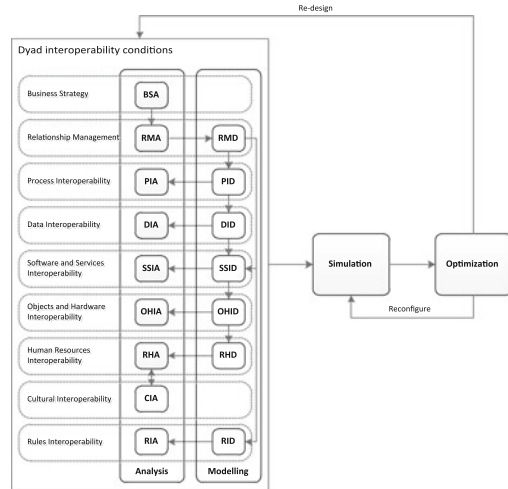 Re-design
Dyad interoperability conditions
Business Strategy
BSA
Relationship Management
RMA
RMD
Process Interoperability
PIA
PID
Data Interoperability
DIA
DID
Software and Services
Interoperability
SSIA
SSID
Simulation
Optimization
Objects and Hardware
Interoperability
OHIA
OHID
Reconfigure
Human Resources
Interoperability
RHA
RHD
Cultural Interoperability
CIA
Rules Interoperability
RIA
RID
Analysis
Modelling